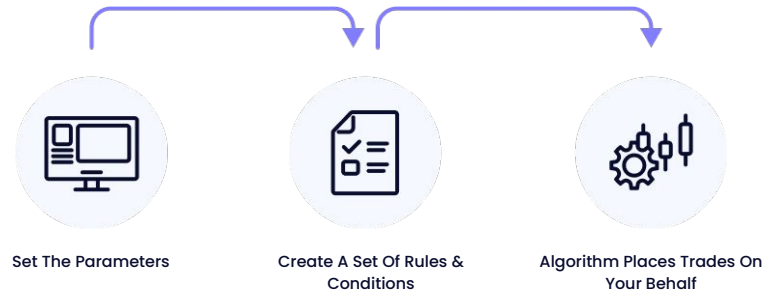 Set The Parameters
Create A Set Of Rules &
Conditions
Algorithm Places Trades On
Your Behalf